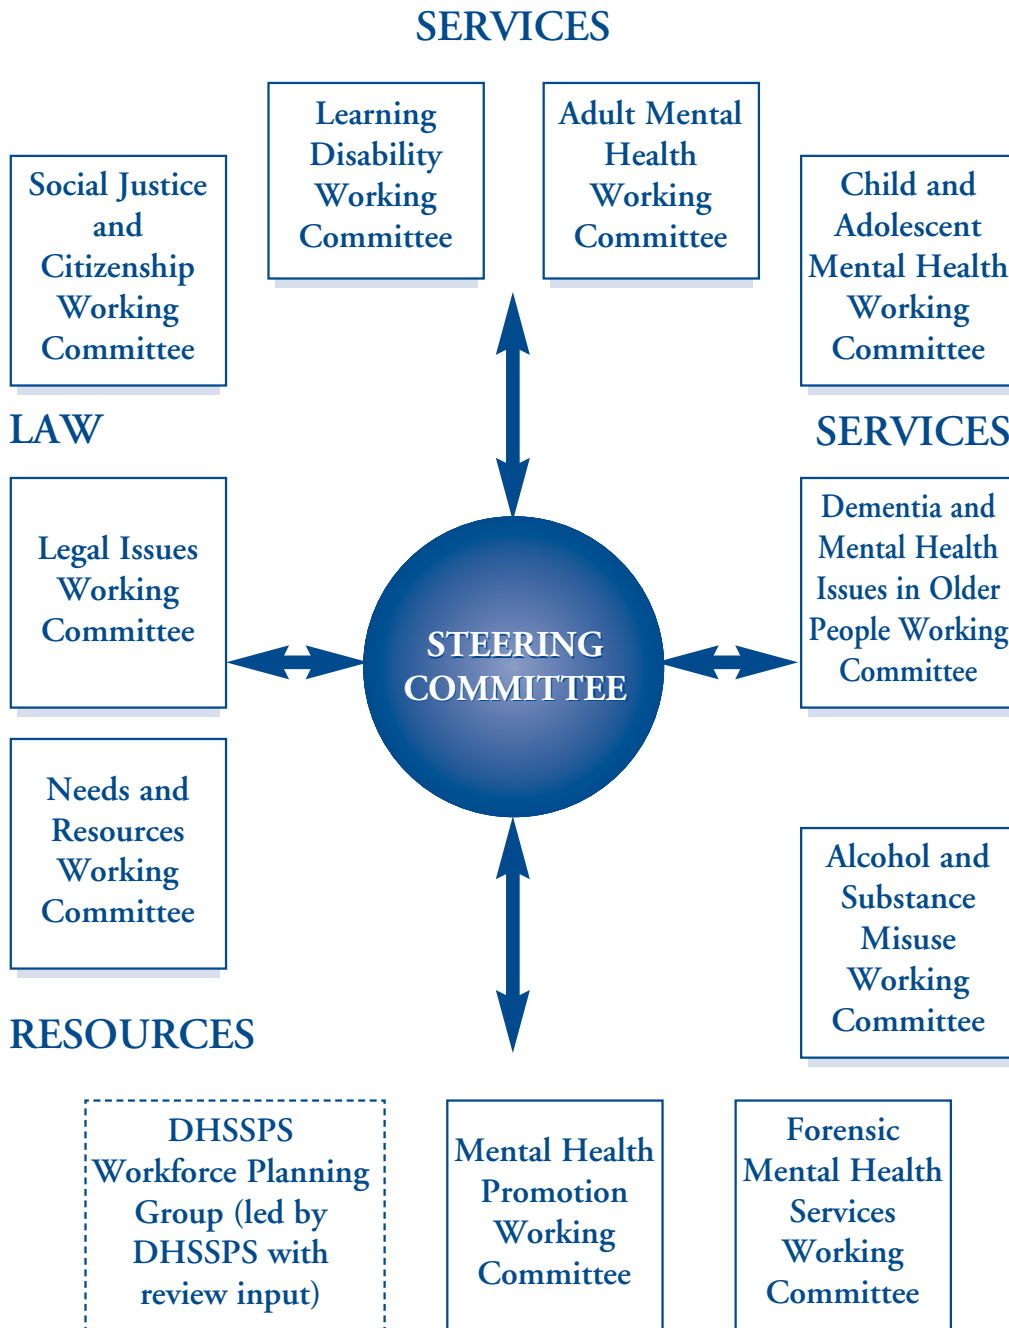 SERVICES
Learning
Disability
Working
Committee
Adult Mental
Health
Working
Committee
Social Justice
and
Citizenship
Working
Committee
Child and
Adolescent
Mental Health
Working
Committee
LAW
SERVICES
Legal Issues
Working
Committee
STEERING
COMMITTEE
Dementia and
Mental Health
Issues in Older
People Working
Committee
Needs and
Resources
Working
Committee
Alcohol and
Substance
Misuse
Working
Committee
RESOURCES
DHSSPS
Workforce Planning
Group (led by
DHSSPS with
review input)
Mental Health
Promotion
Working
Committee
Forensic
Mental Health
Services
Working
Committee